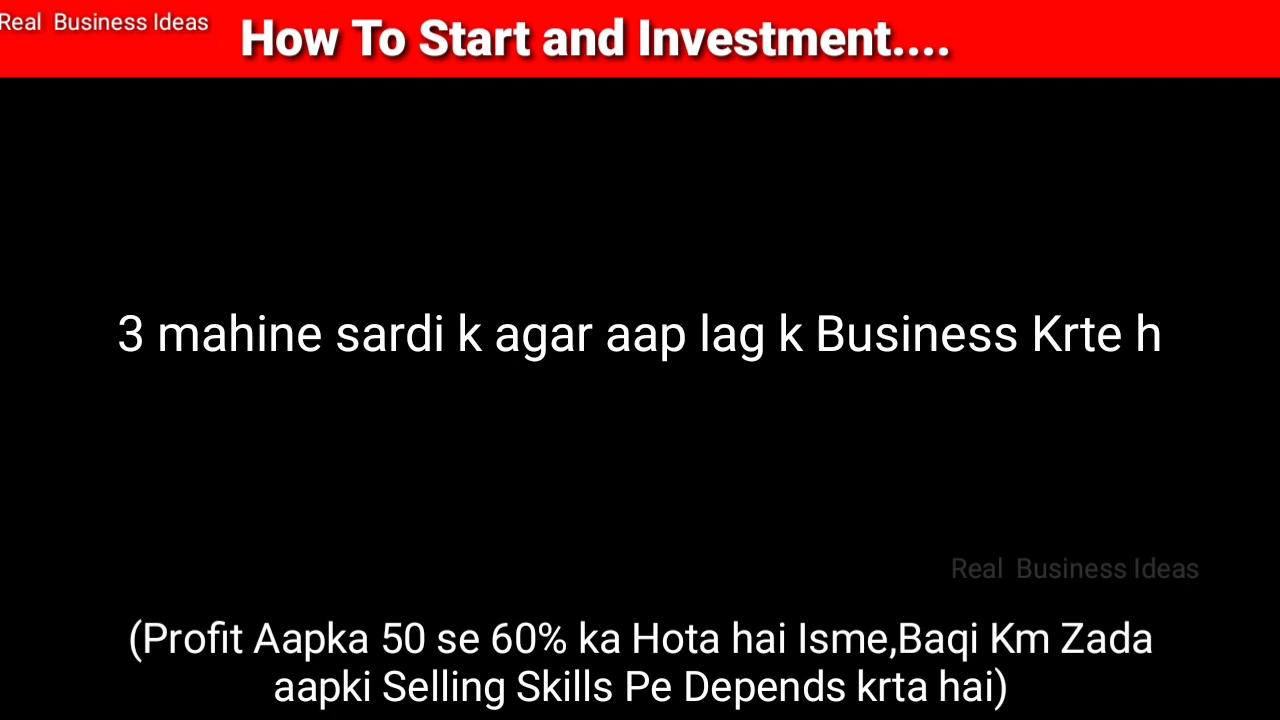 Real Business Ideas
How To Start and Investment....
3 mahine sardi k agar aap lag k Business Krte h
Real Business Ideas
(Profit Aapka 50 se 60% ka Hota hai Isme,Baqi Km Zada
aapki Selling Skills Pe Depends krta hai)